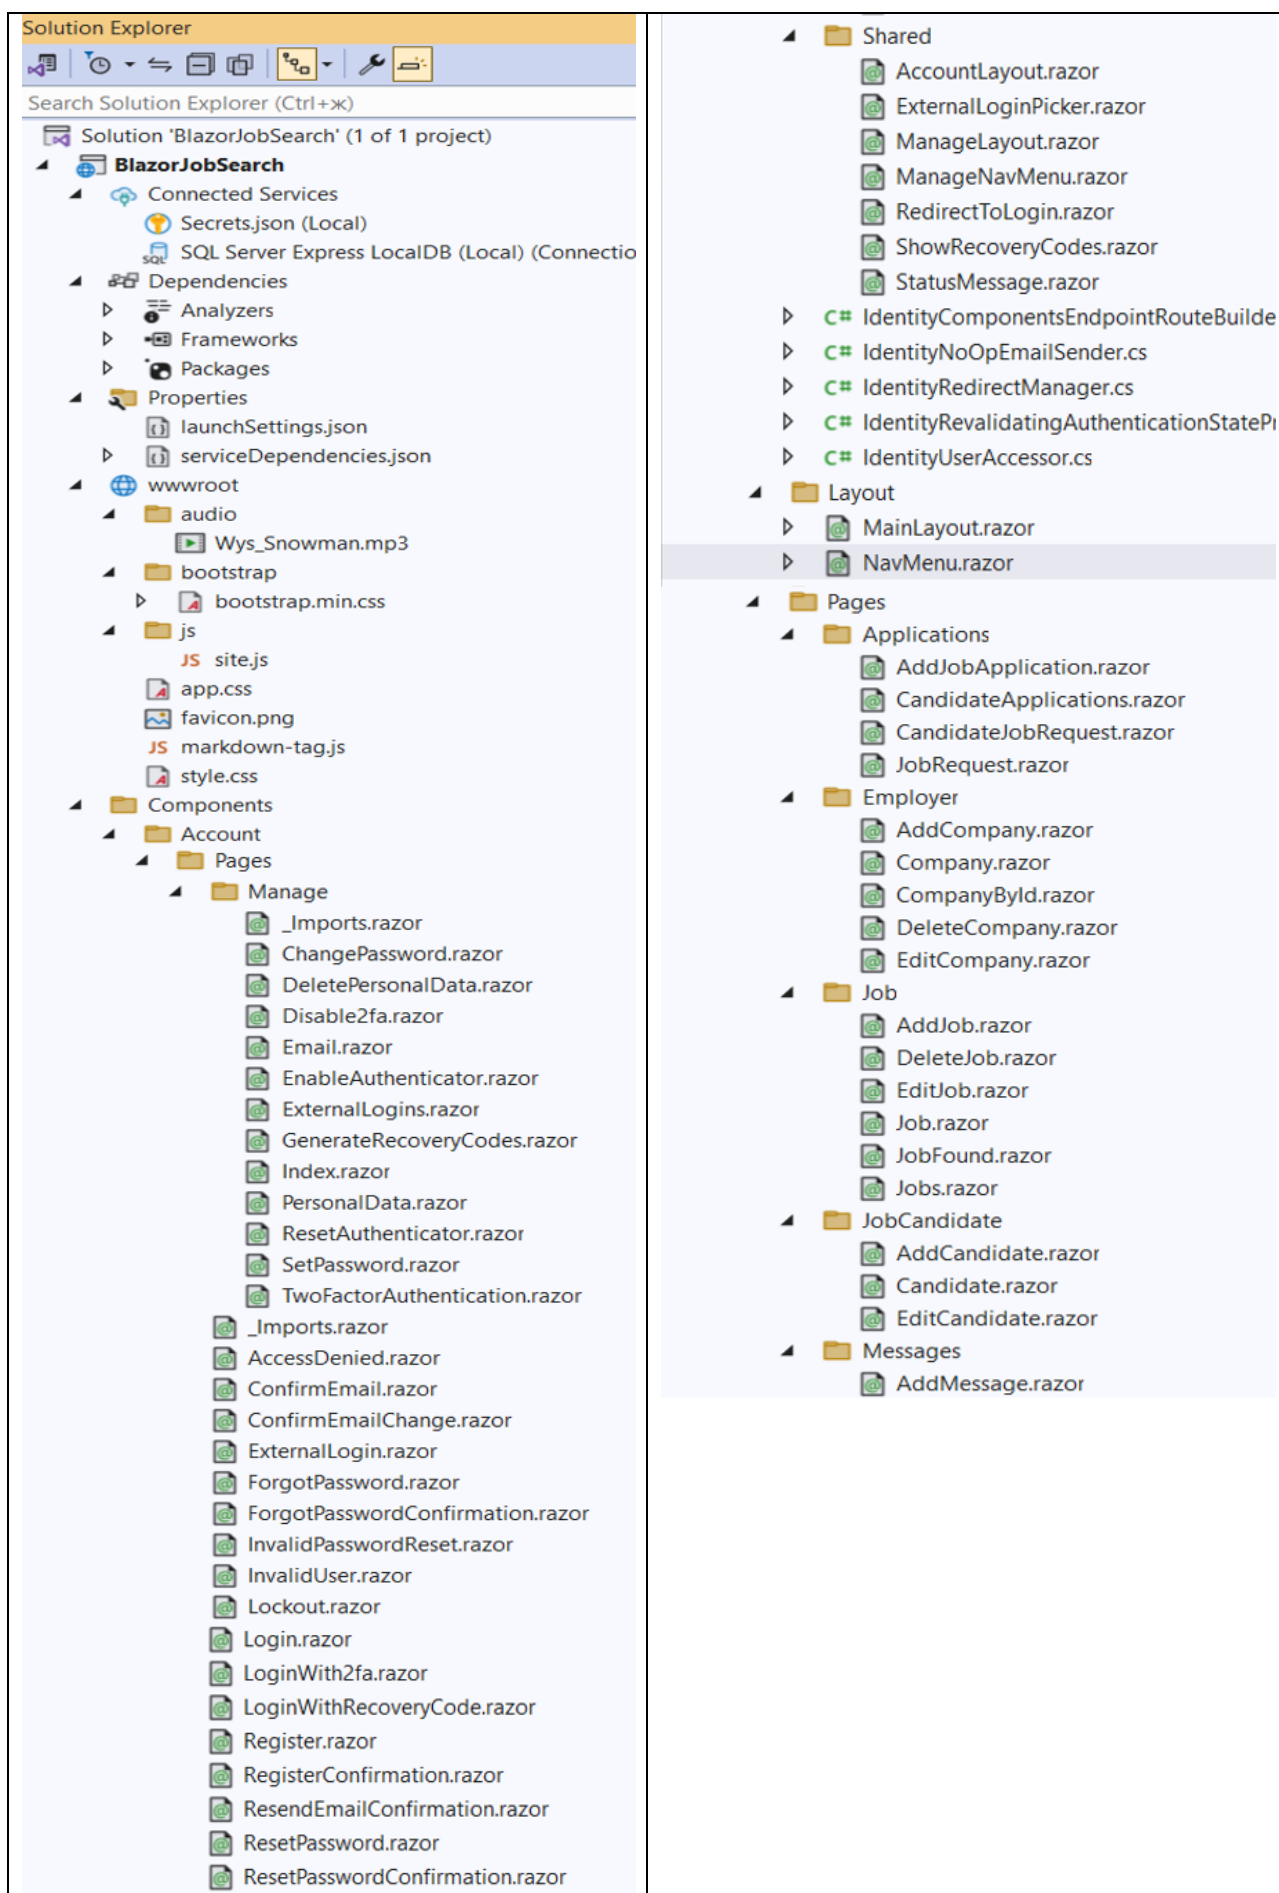 Solution Explorer
Search Solution Explorer (Ctrl+ж)
Solution 'BlazorJobSearch' (1 of 1 project)
BlazorJobSearch
Connected Services
Secrets.json (Local)
SQL Server Express LocalDB (Local) (Connectio
Dependencies
Analyzers
Frameworks
Packages
Properties
launchSettings.json
serviceDependencies.json
wwwroot
audio
Wys_Snowman.mp3
bootstrap
bootstrap.min.css
js
JS site.js
app.css
favicon.png
JS markdown-tag.js
style.css
Components
Account
Pages
Manage
_Imports.razor
ChangePassword.razor
DeletePersonalData.razor
Disable2fa.razor
Email.razor
EnableAuthenticator.razor
ExternalLogins.razor
GenerateRecoveryCodes.razor
Index.razor
PersonalData.razor
ResetAuthenticator.razor
SetPassword.razor
TwoFactorAuthentication.razor
_Imports.razor
AccessDenied.razor
ConfirmEmail.razor
ConfirmEmailChange.razor
ExternalLogin.razor
ForgotPassword.razor
ForgotPasswordConfirmation.razor
InvalidPasswordReset.razor
InvalidUser.razor
Lockout.razor
Login.razor
LoginWith2fa.razor
LoginWithRecoveryCode.razor
Register.razor
RegisterConfirmation.razor
ResendEmailConfirmation.razor
ResetPassword.razor
ResetPasswordConfirmation.razor
Shared
AccountLayout.razor
ExternalLoginPicker.razor
ManageLayout.razor
ManageNavMenu.razor
RedirectToLogin.razor
ShowRecoveryCodes.razor
StatusMessage.razor
C# IdentityComponentsEndpointRouteBuilde
C# IdentityNoOpEmailSender.cs
C# IdentityRedirectManager.cs
C# IdentityRevalidatingAuthenticationStatePr
C# IdentityUserAccessor.cs
Layout
MainLayout.razor
NavMenu.razor
Pages
Applications
AddJobApplication.razor
CandidateApplications.razor
CandidateJobRequest.razor
JobRequest.razor
Employer
AddCompany.razor
Company.razor
CompanyById.razor
DeleteCompany.razor
EditCompany.razor
Job
AddJob.razor
DeleteJob.razor
EditJob.razor
Job.razor
JobFound.razor
Jobs.razor
JobCandidate
AddCandidate.razor
Candidate.razor
EditCandidate.razor
Messages
AddMessage.razor